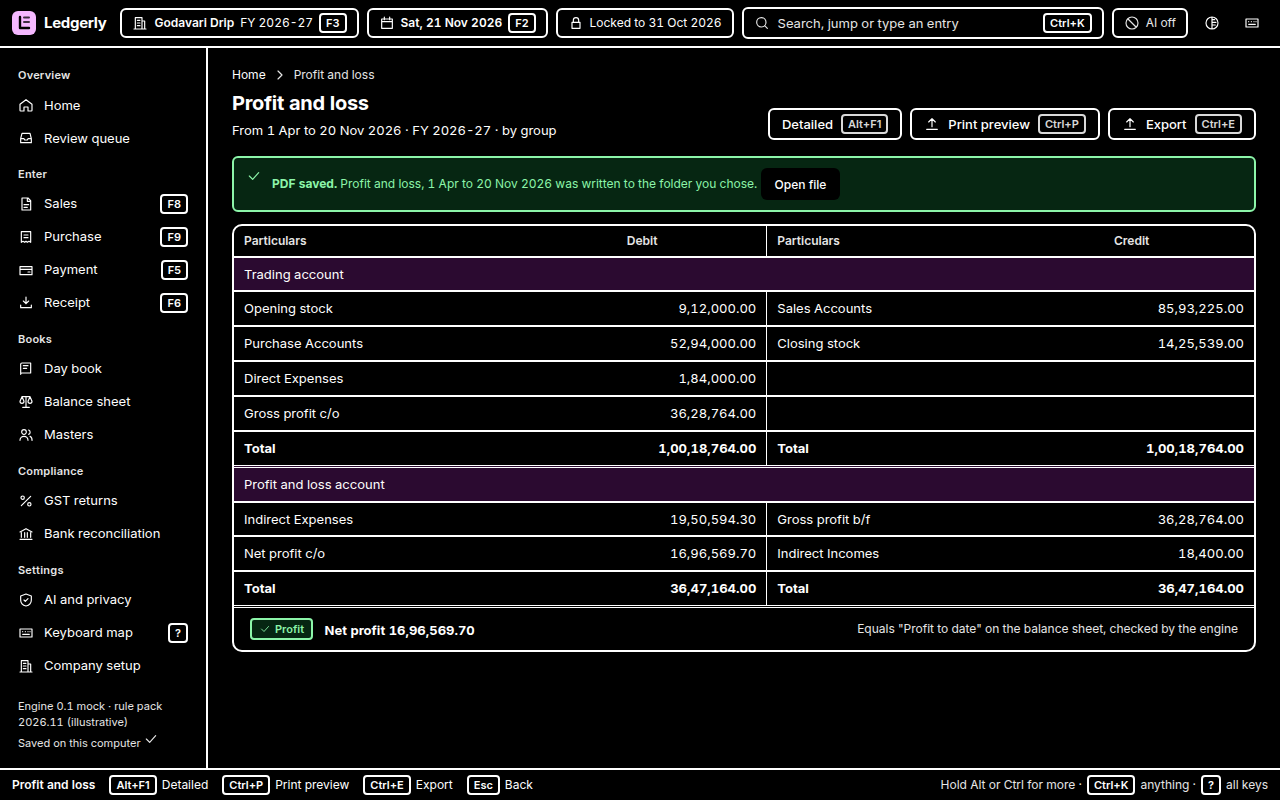 Ledgerly
Godavari Drip FY 2026-27 F3
Sat, 21 Nov 2026 F2
Locked to 31 Oct 2026
Search, jump or type an entry Ctrl+K
AI off
Overview
Home
Review queue
Enter
Sales F8
Purchase F9
Payment F5
Receipt F6
Books
Day book
Balance sheet
Masters
Compliance
GST returns
Bank reconciliation
Settings
AI and privacy
Keyboard map ?
Company setup
Engine 0.1 mock · rule pack
2026.11 (illustrative)
Saved on this computer
Home > Profit and loss
Profit and loss
From 1 Apr to 20 Nov 2026 · FY 2026-27 · by group
Detailed Alt+F1
Print preview Ctrl+P
Export Ctrl+E
PDF saved. Profit and loss, 1 Apr to 20 Nov 2026 was written to the folder you chose. Open file
Particulars Debit Particulars Credit
Trading account
Opening stock 9,12,000.00 Sales Accounts 85,93,225.00
Purchase Accounts 52,94,000.00 Closing stock 14,25,539.00
Direct Expenses 1,84,000.00
Gross profit c/o 36,28,764.00
Total 1,00,18,764.00 Total 1,00,18,764.00
Profit and loss account
Indirect Expenses 19,50,594.30 Gross profit b/f 36,28,764.00
Net profit c/o 16,96,569.70 Indirect Incomes 18,400.00
Total 36,47,164.00 Total 36,47,164.00
Profit Net profit 16,96,569.70 Equals "Profit to date" on the balance sheet, checked by the engine
Profit and loss Alt+F1 Detailed Ctrl+P Print preview Ctrl+E Export Esc Back
Hold Alt or Ctrl for more · Ctrl+K anything · ? all keys